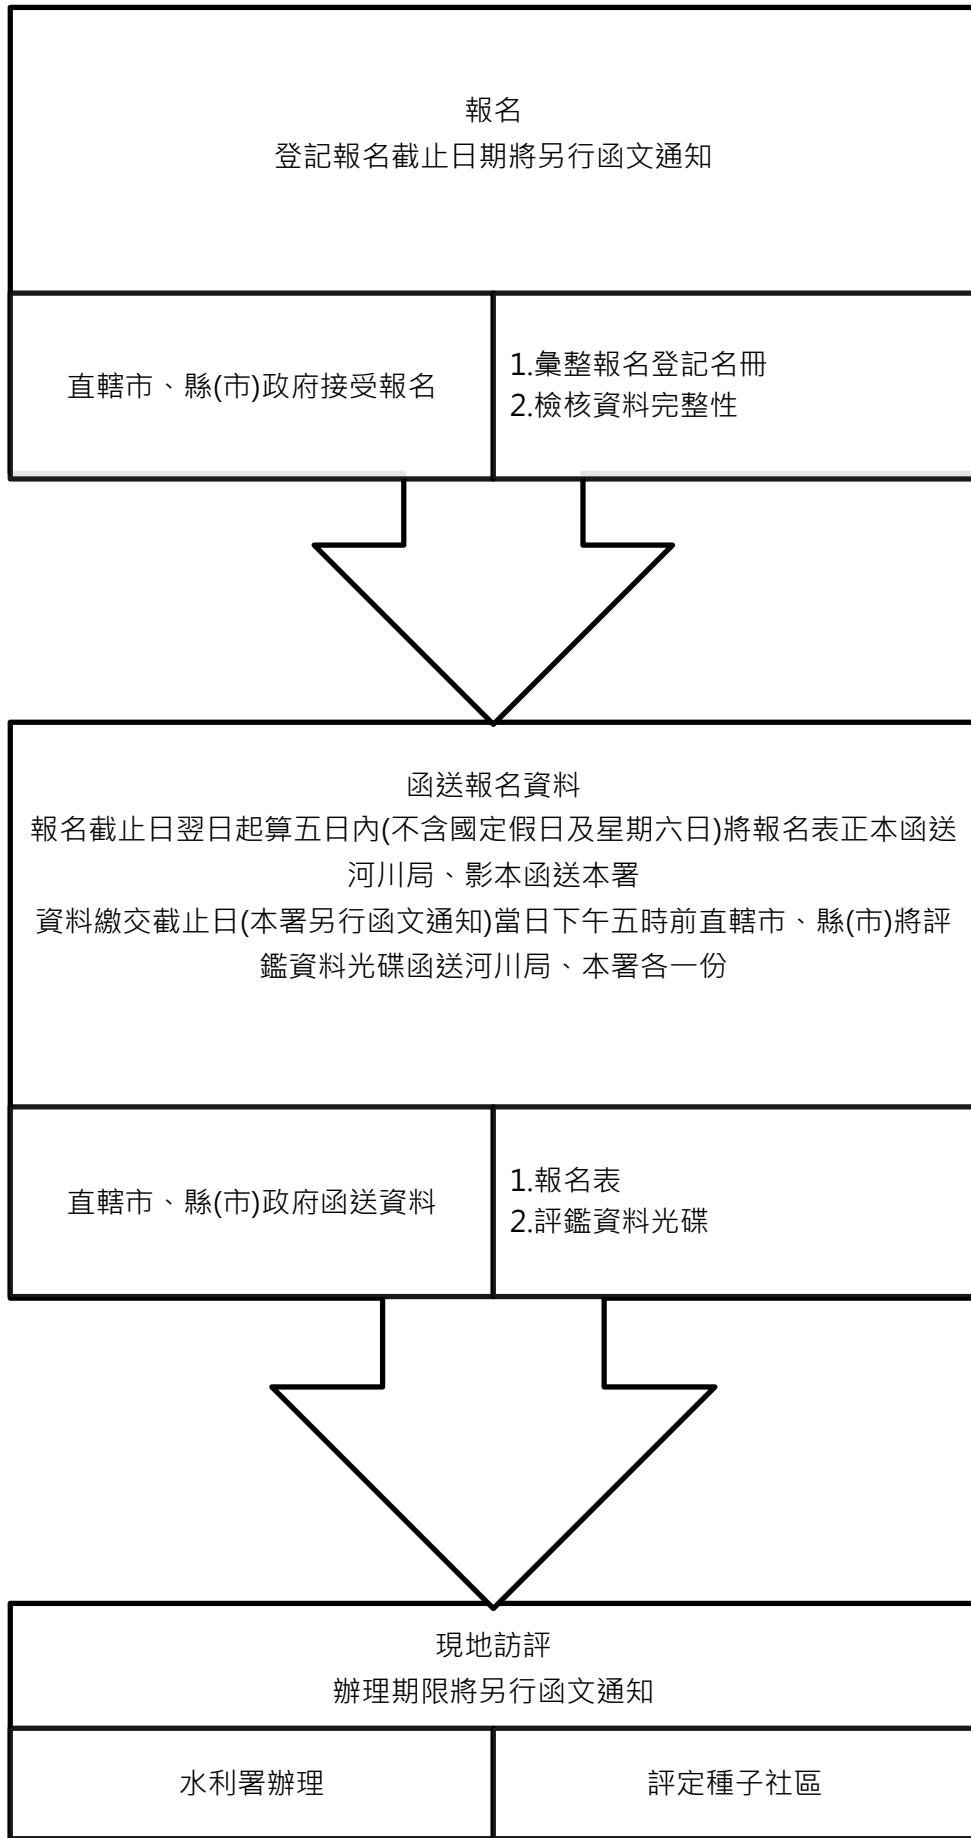 報名
登記報名截止日期將另行函文通知
直轄市、縣(市)政府接受報名
1.彙整報名登記名冊
2.檢核資料完整性
函送報名資料
報名截止日翌日起算五日內(不含國定假日及星期六日)將報名表正本函送
河川局、影本函送本署
資料繳交截止日(本署另行函文通知)當日下午五時前直轄市、縣(市)將評
鑑資料光碟函送河川局、本署各一份
直轄市、縣(市)政府函送資料
1.報名表
2.評鑑資料光碟
現地訪評
辦理期限將另行函文通知
水利署辦理
評定種子社區